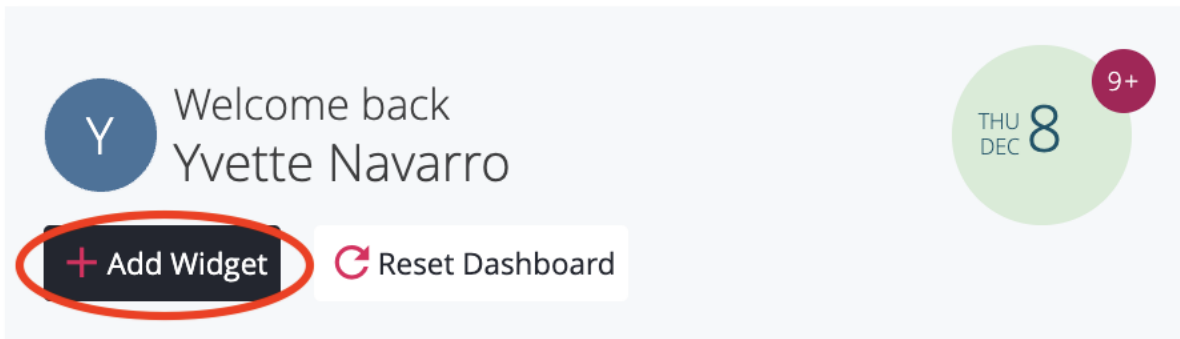 Y
Welcome back
Yvette Navarro
9+
THU
DEC
8
Add Widget
Reset Dashboard